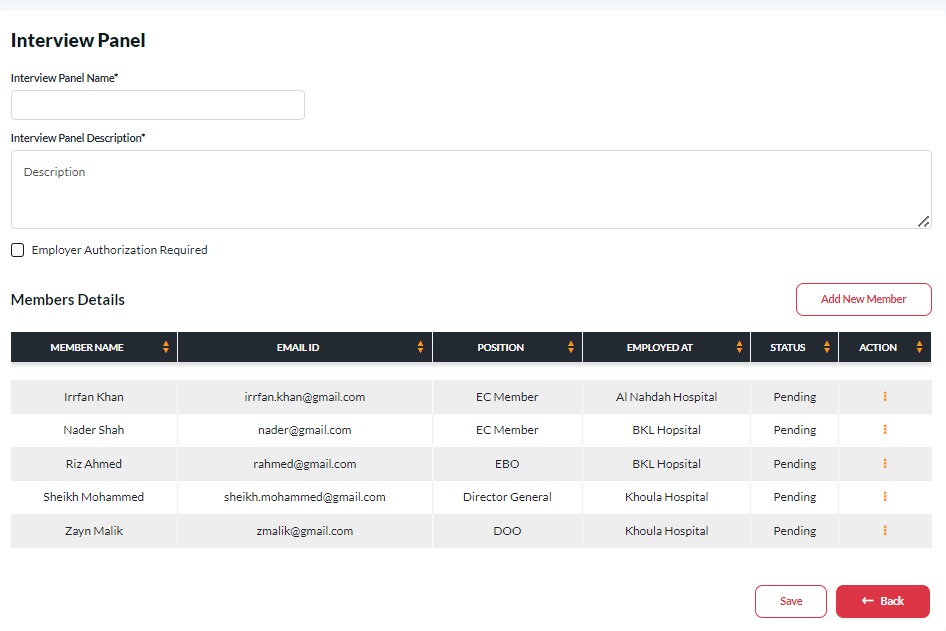 Interview Panel
Interview Panel Name*
Interview Panel Description*
Description
Employer Authorization Required
Members Details
Add New Member
MEMBER NAME EMAIL ID POSITION EMPLOYED AT STATUS ACTION
Irrfan Khan irrfan.khan@gmail.com EC Member Al Nahdah Hospital Pending
Nader Shah nader@gmail.com EC Member BKL Hopsital Pending
Riz Ahmed rahmed@gmail.com EBO BKL Hopsital Pending
Sheikh Mohammed sheikh.mohammed@gmail.com Director General Khoula Hospital Pending
Zayn Malik zmalik@gmail.com DOO Khoula Hospital Pending
Save Back